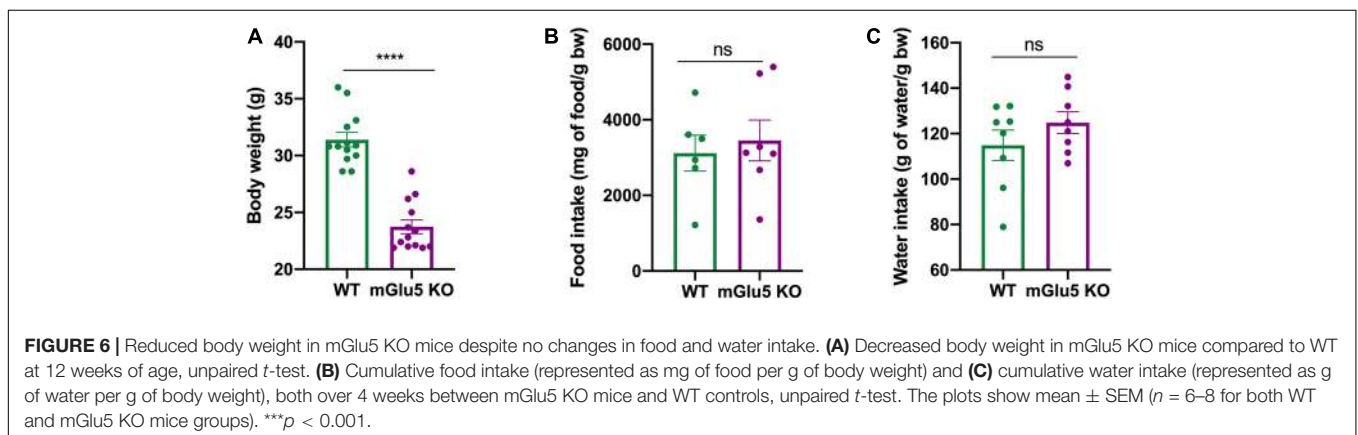 A
B
C
40
35
30
25
20
Body weight (g)
****
WT mGlu5 KO
6000
4000
2000
0
Food intake (mg of food/g bw)
ns
WT mGlu5 KO
160
140
120
100
80
60
Water intake (g of water/g bw)
ns
WT mGlu5 KO
FIGURE 6 | Reduced body weight in mGlu5 KO mice despite no changes in food and water intake. (A) Decreased body weight in mGlu5 KO mice compared to WT
at 12 weeks of age, unpaired t-test. (B) Cumulative food intake (represented as mg of food per g of body weight) and (C) cumulative water intake (represented as g
of water per g of body weight), both over 4 weeks between mGlu5 KO mice and WT controls, unpaired t-test. The plots show mean ± SEM (n = 6–8 for both WT
and mGlu5 KO mice groups). ***p < 0.001.